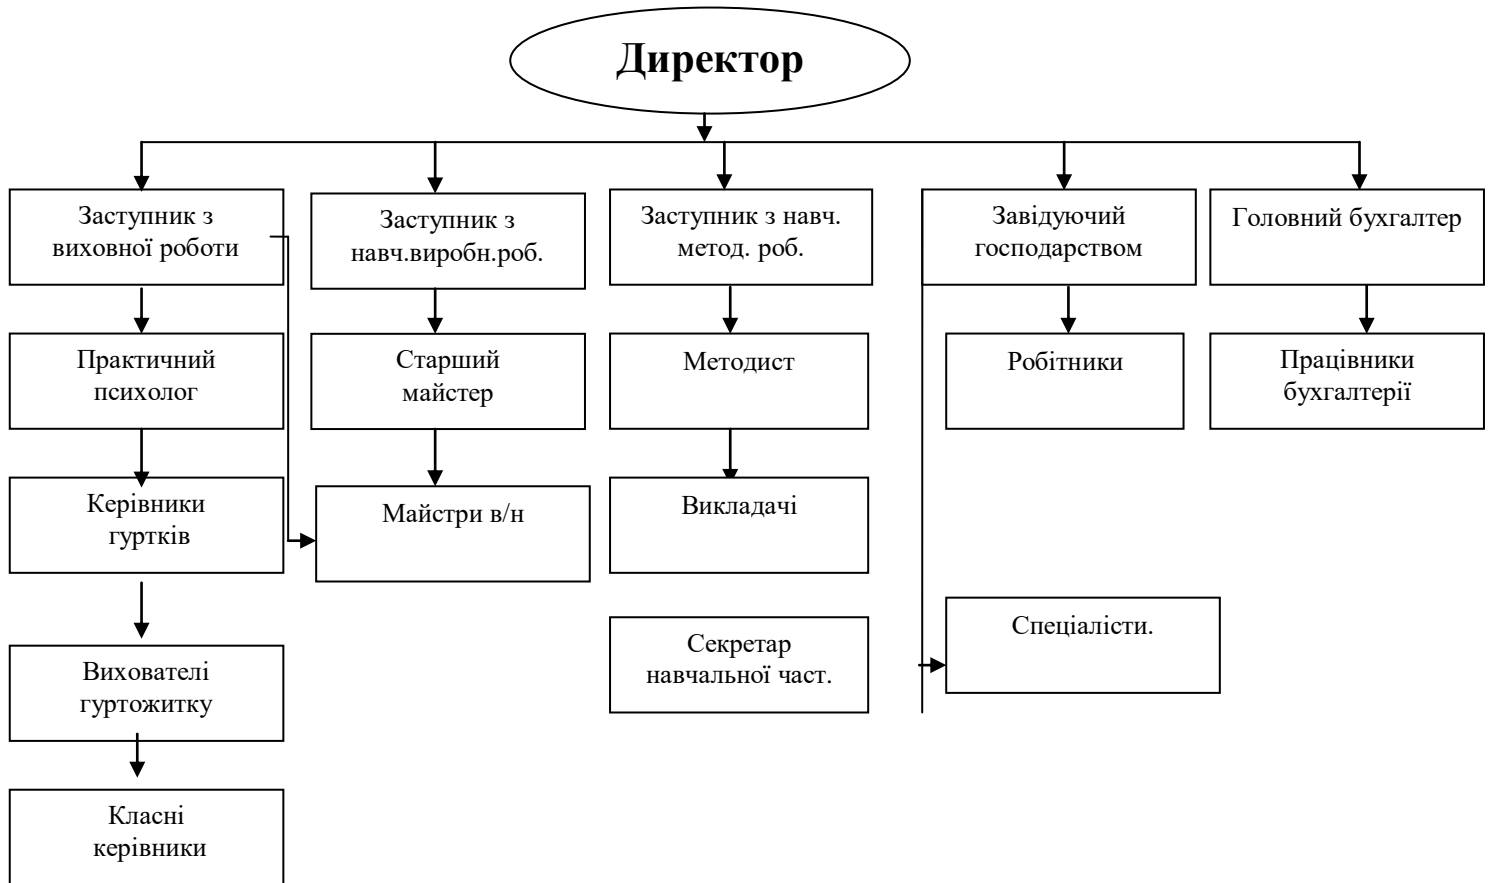 Директор
Заступник з
виховної роботи
Заступник з
навч.виробн.роб.
Заступник з навч.
метод. роб.
Завідуючий
господарством
Головний бухгалтер
Практичний
психолог
Старший
майстер
Методист
Робітники
Працівники
бухгалтерії
Керівники
гуртків
Майстри в/н
Викладачі
Вихователі
гуртожитку
Секретар
навчальної част.
Спеціалісти.
Класні
керівники